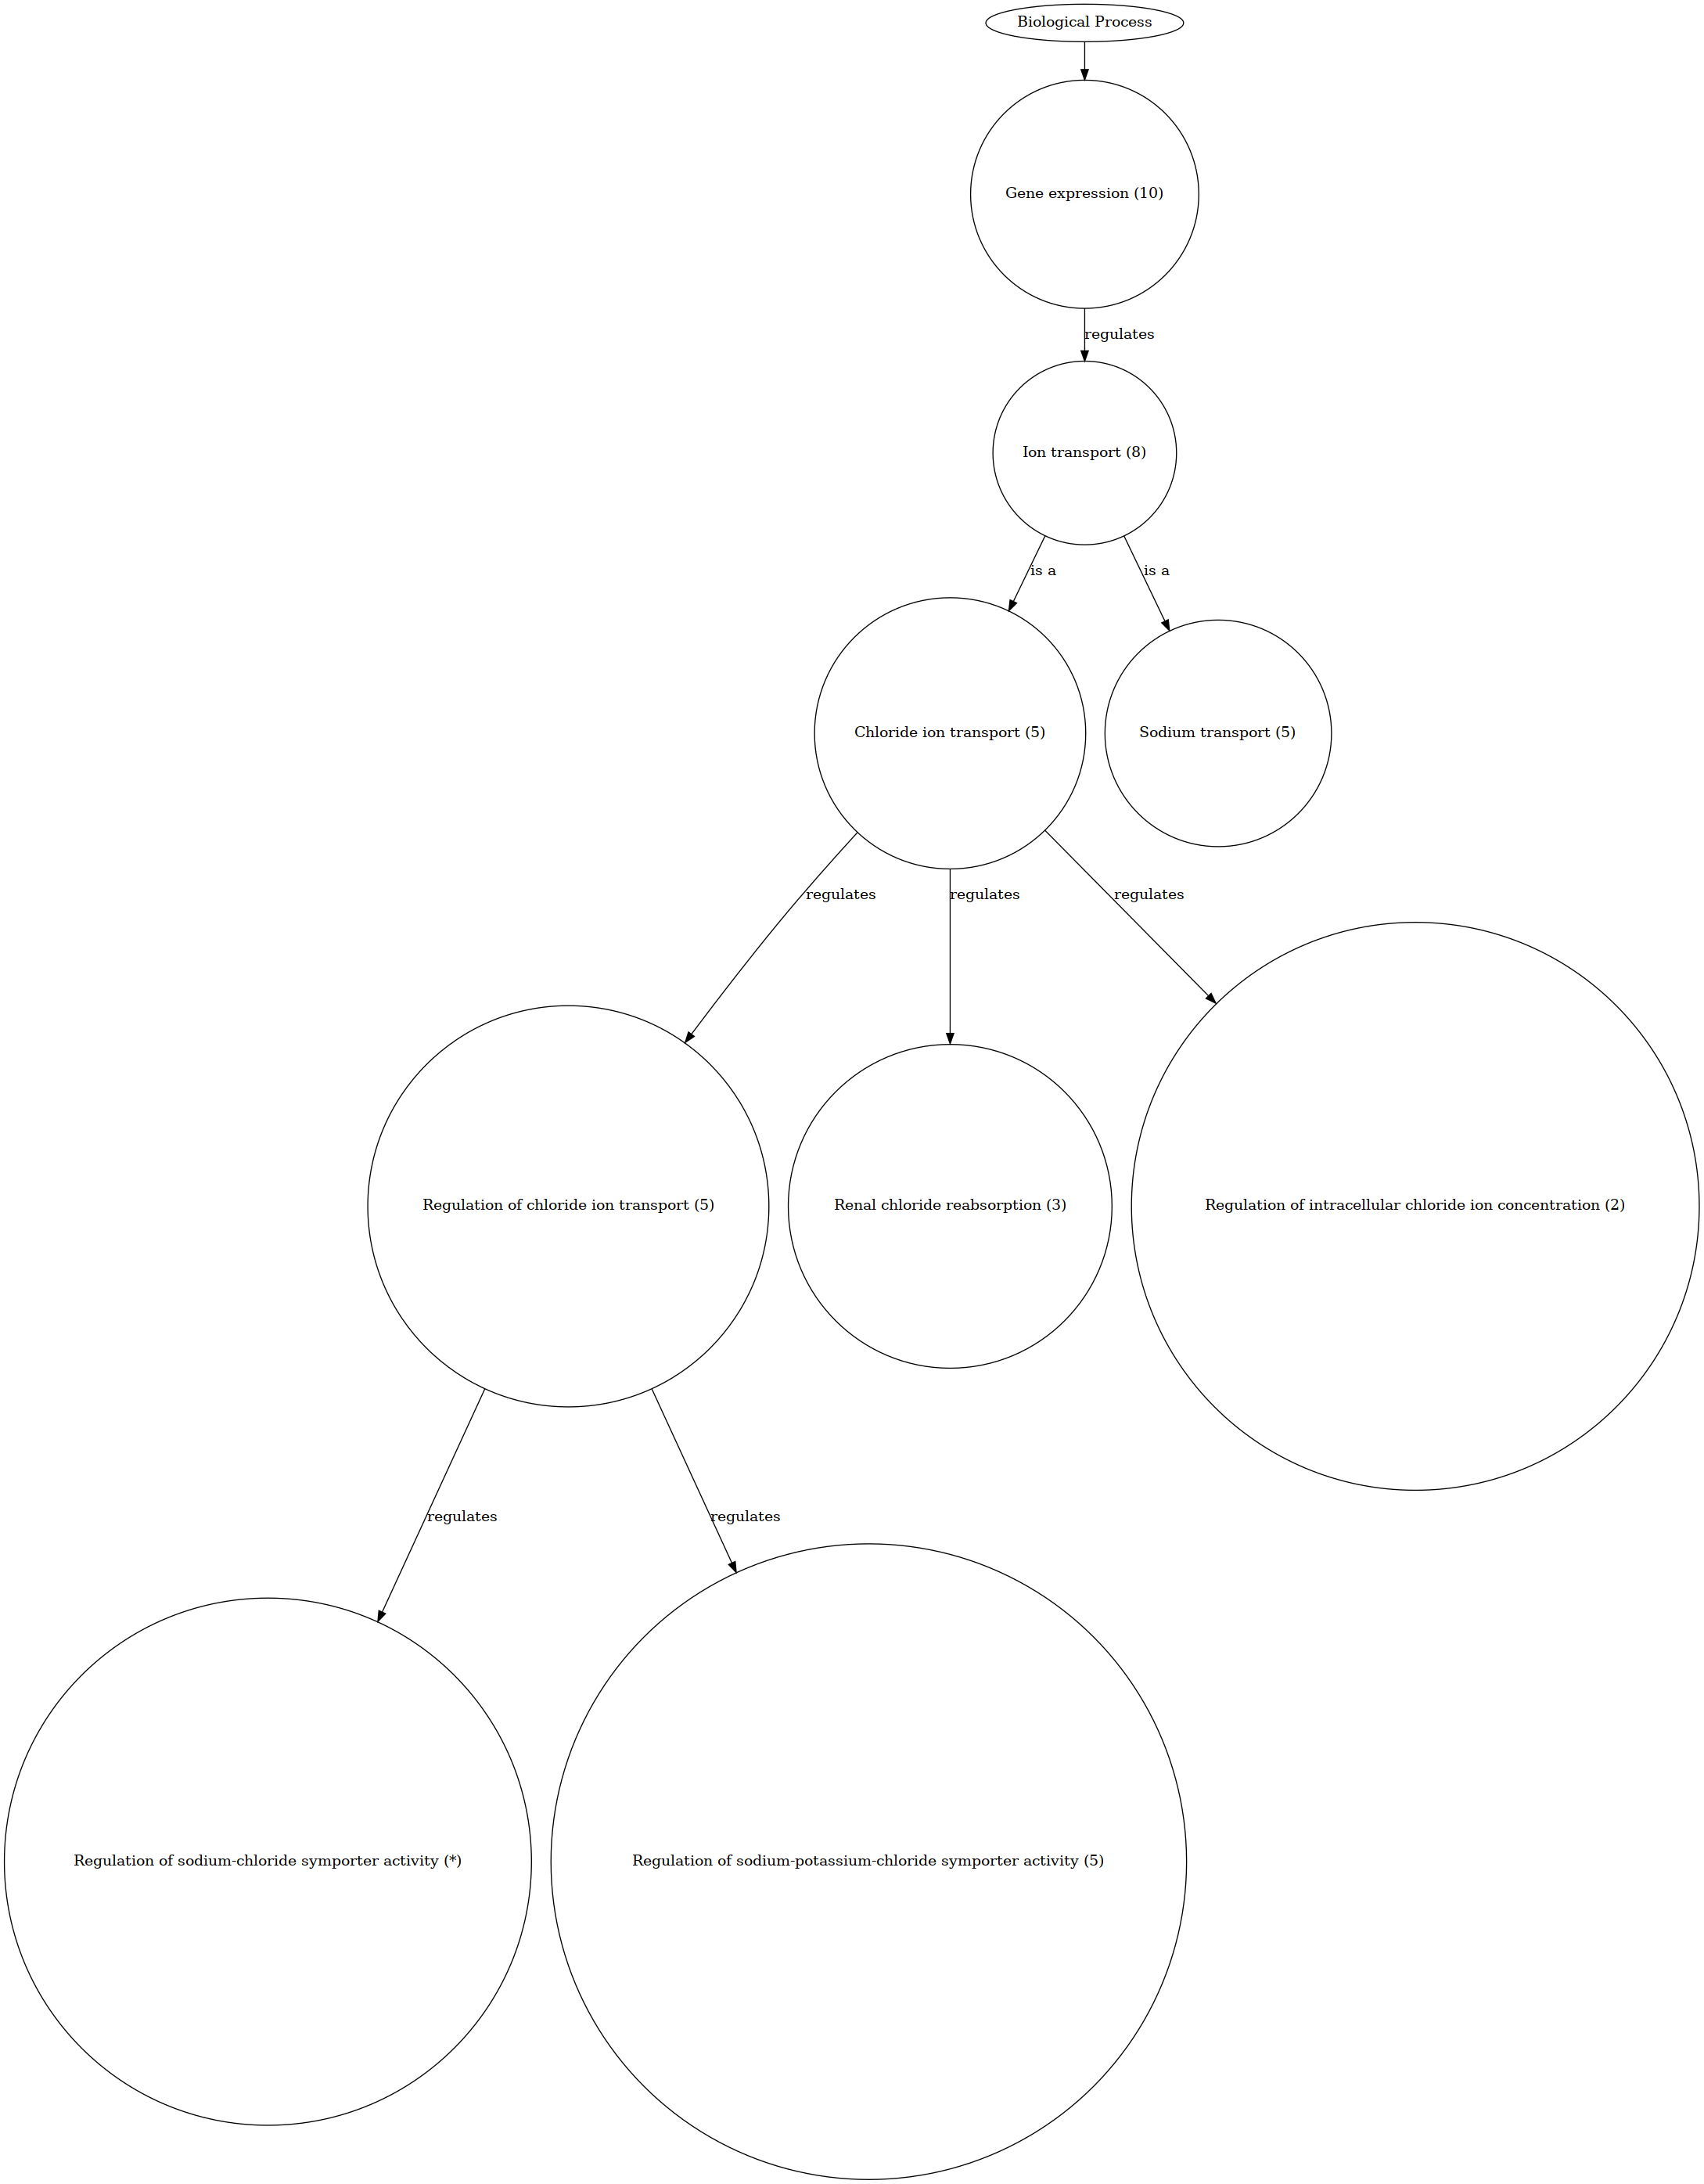 Biological Process
Gene expression (10)
regulates
Ion transport (8)
is a
is a
Chloride ion transport (5)
Sodium transport (5)
regulates
regulates
regulates
Regulation of chloride ion transport (5)
Renal chloride reabsorption (3)
Regulation of intracellular chloride ion concentration (2)
regulates
regulates
Regulation of sodium-chloride symporter activity (*)
Regulation of sodium-potassium-chloride symporter activity (5)